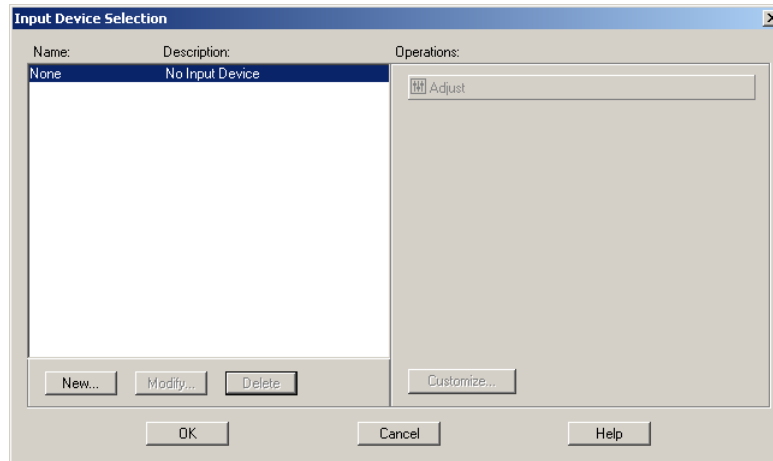 Input Device Selection
Name: Description: Operations:
None No Input Device
Adjust
New... Modify... Delete
Customize...
OK Cancel Help